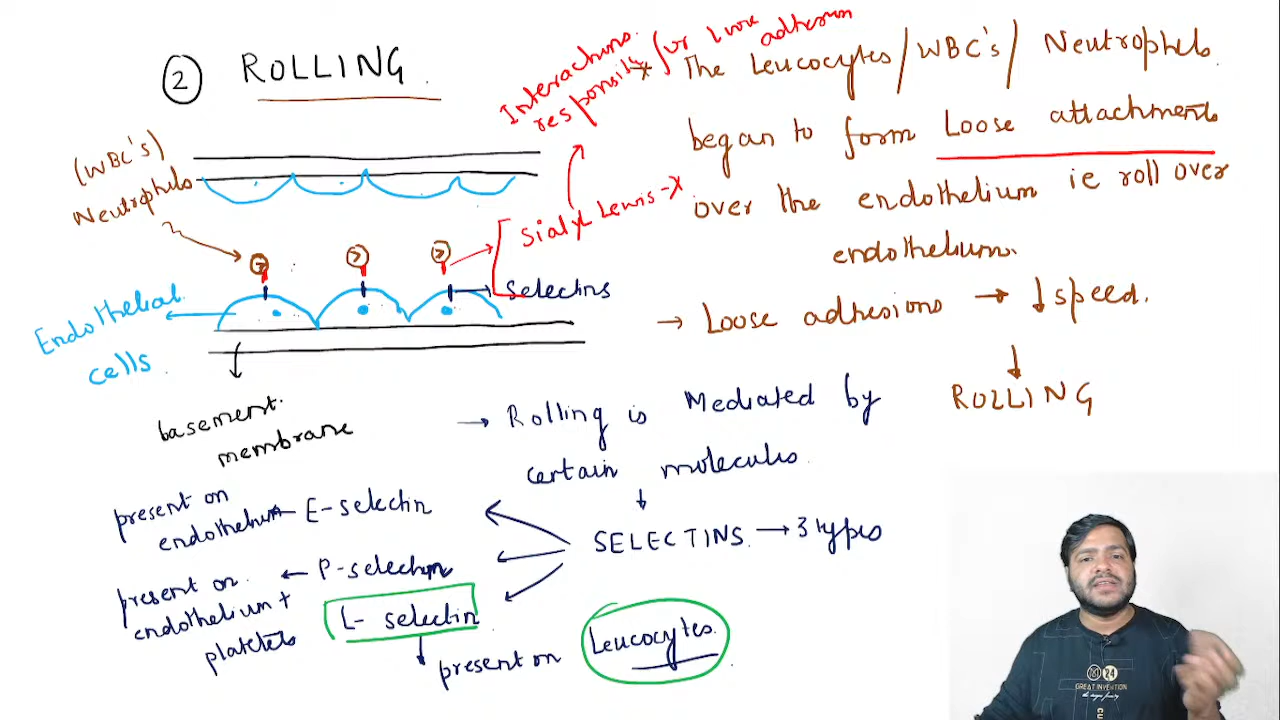 ② ROLLING
(WBC's)
Neutrophils
Endothelial
cells
basement
membrane
Interactions
responsible for loose adhesion
Sialyl Lewis-X
Selectins
* The Leucocytes/WBC's/ Neutrophils
began to form Loose attachments
over the endothelium ie roll over
endothelium.
→ Loose adhesions → ↓ speed.
↓
ROLLING
→ Rolling is Mediated by
certain molecules
↓
SELECTINS → 3 types
E-selectin
present on
endothelium
P-selectin
present on
endothelium +
platelets
L-selectin
present on Leucocytes.
24
GREAT INVENTION